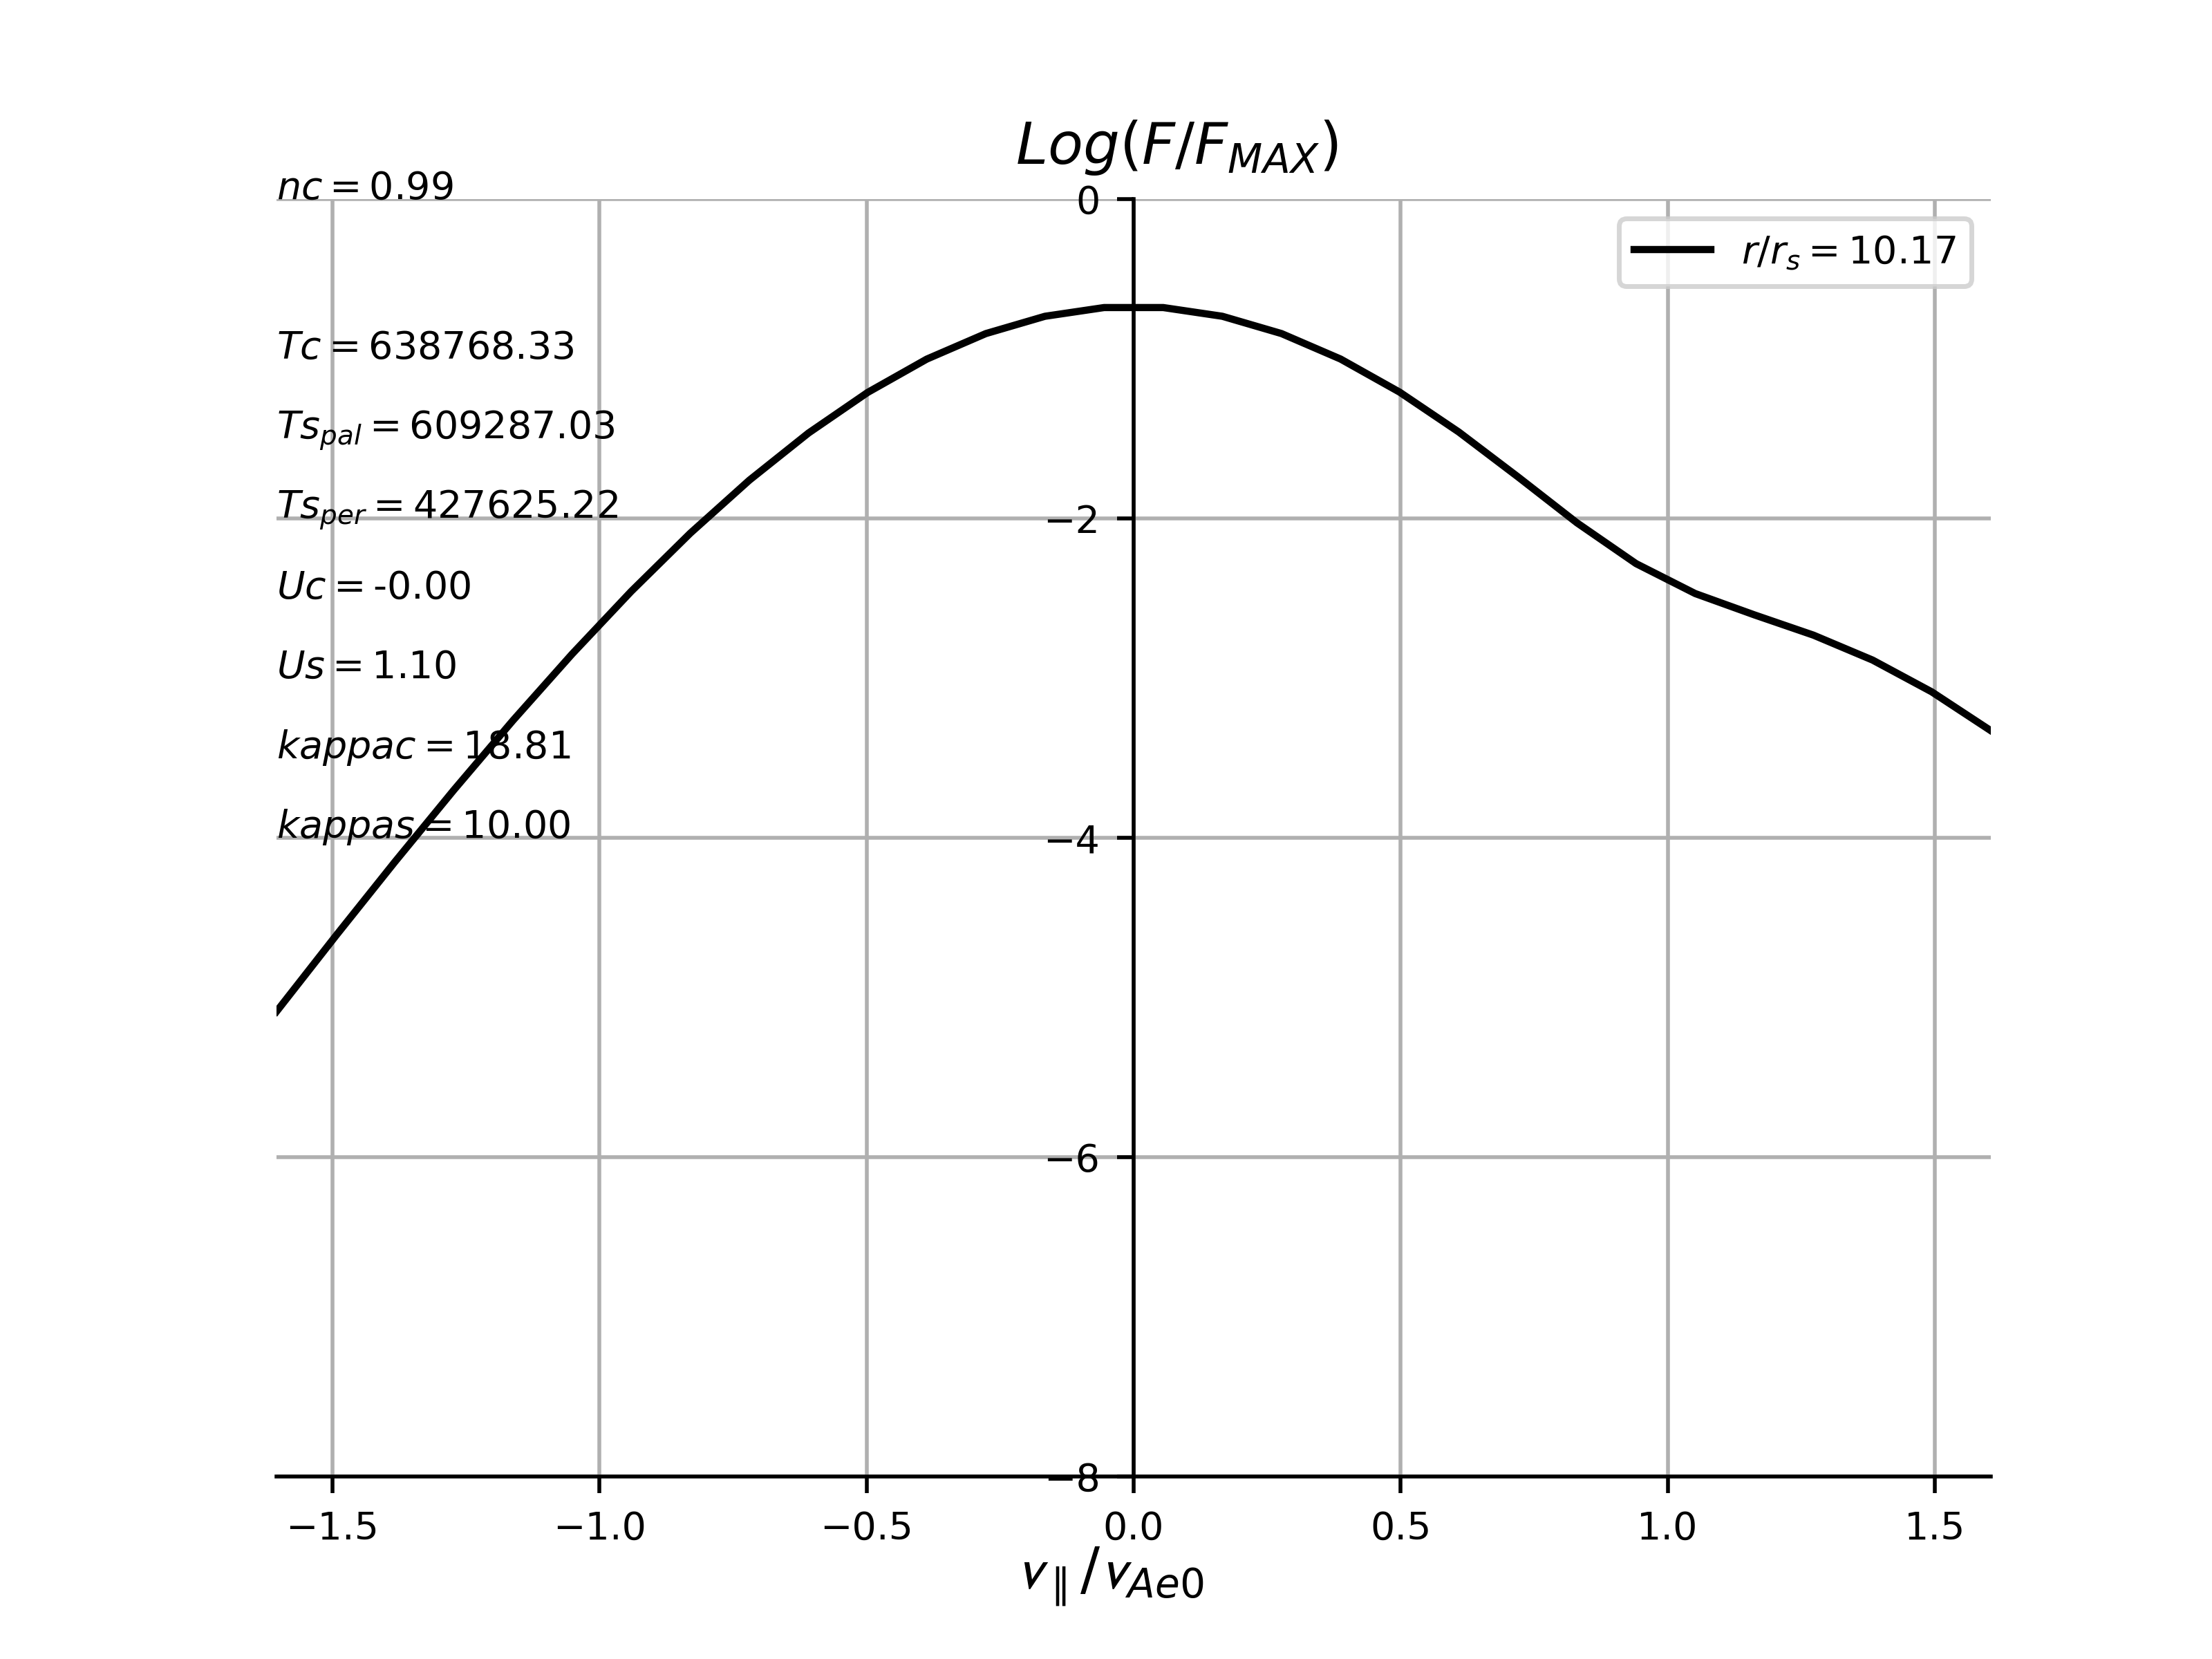 Log(F/F_MAX)
nc = 0.99
0
r/r_s = 10.17
Tc = 638768.33
Ts_pal = 609287.03
Ts_per = 427625.22
−2
Uc = -0.00
Us = 1.10
kappac = 18.81
kappas = 10.00
−4
−6
−8
−1.5 −1.0 −0.5 0.0 0.5 1.0 1.5
v_∥/v_Ae0